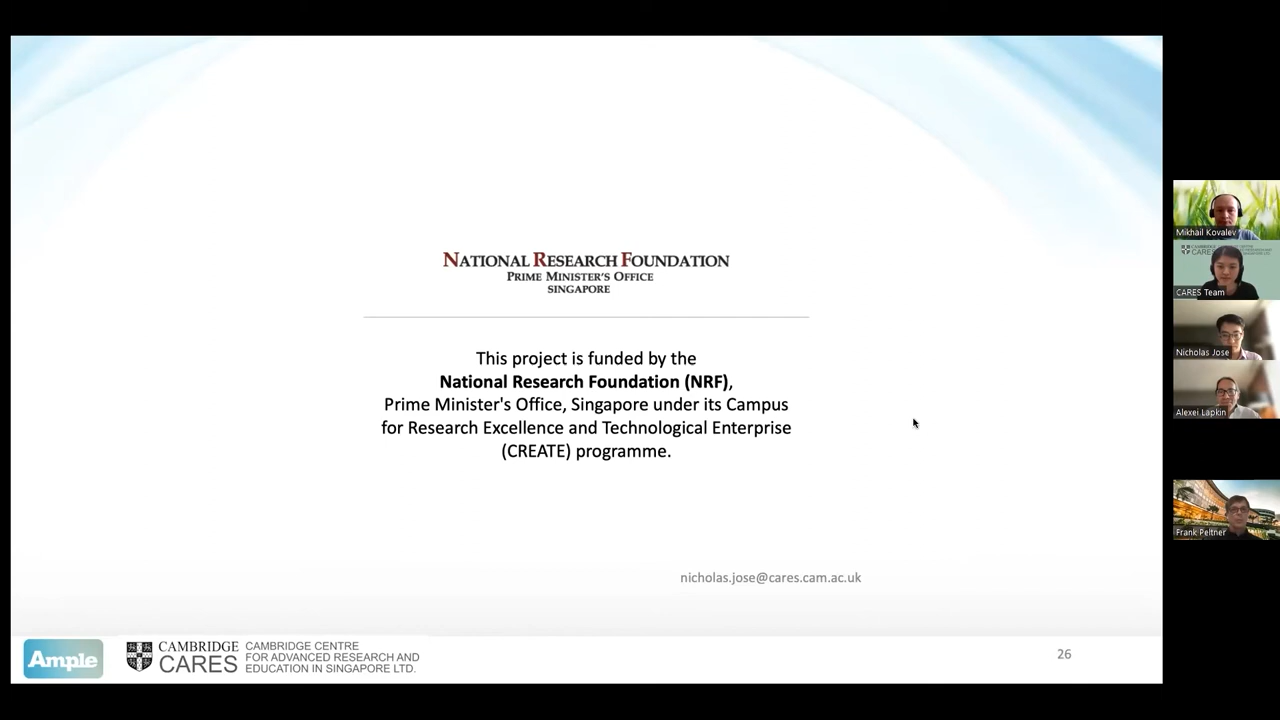 NATIONAL RESEARCH FOUNDATION
PRIME MINISTER'S OFFICE
SINGAPORE
This project is funded by the
National Research Foundation (NRF),
Prime Minister's Office, Singapore under its Campus
for Research Excellence and Technological Enterprise
(CREATE) programme.
nicholas.jose@cares.cam.ac.uk
Ample
CAMBRIDGE
CARES
CAMBRIDGE CENTRE
FOR ADVANCED RESEARCH AND
EDUCATION IN SINGAPORE LTD.
26
Mikhail Kovalev
CARES
CARES Team
Nicholas Jose
Alexei Lapkin
Frank Peltner